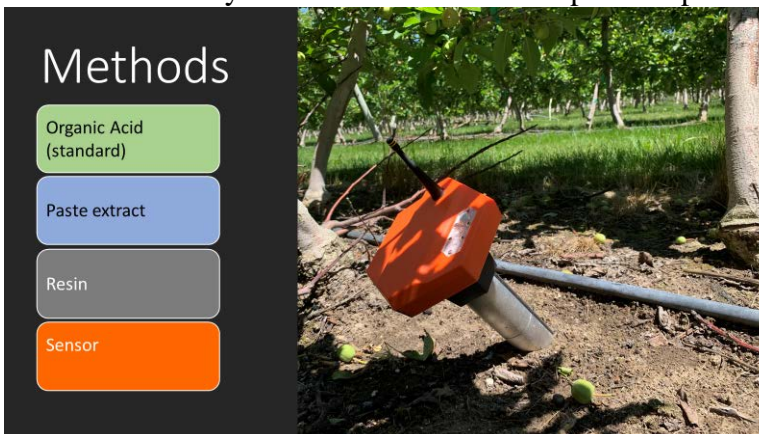 Methods
Organic Acid
(standard)
Paste extract
Resin
Sensor